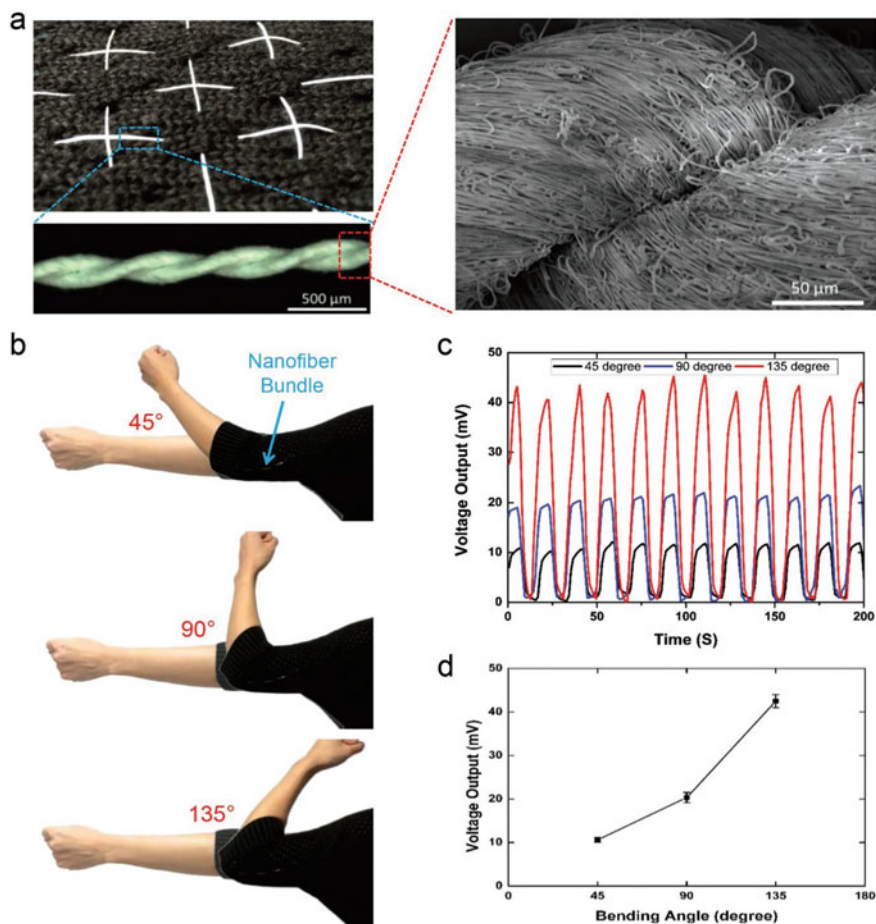 a
500 µm
50 µm
b
Nanofiber
Bundle
45°
90°
135°
c
50
40
30
20
10
0
Voltage Output (mV)
45 degree 90 degree 135 degree
0 50 100 150 200
Time (S)
d
50
40
30
20
10
0
Voltage Output (mV)
0 45 90 135 180
Bending Angle (degree)